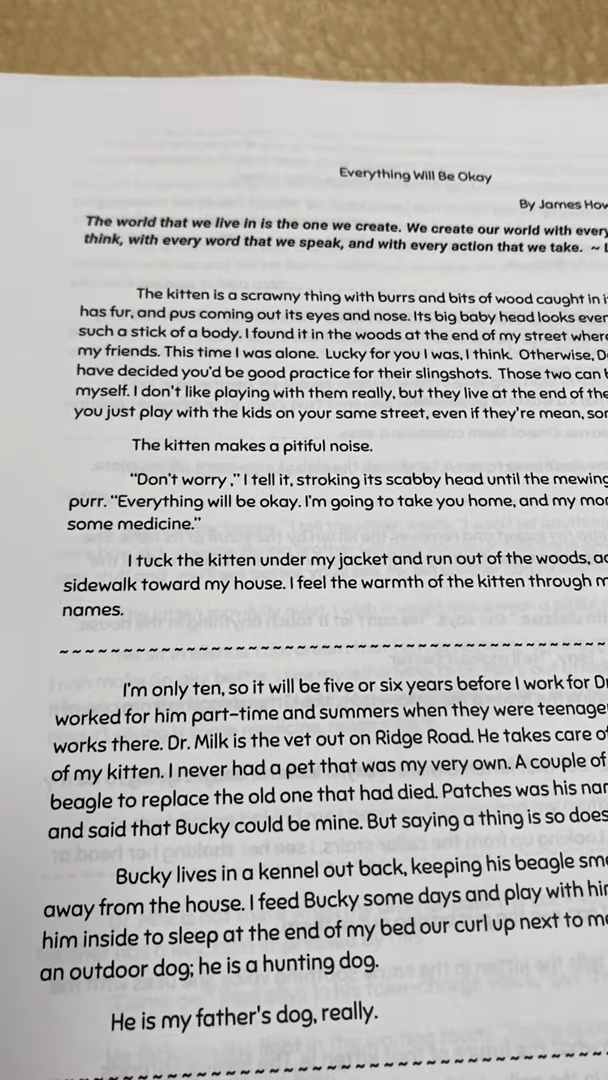 Everything Will Be Okay
By James
The world that we live in is the one we create. We create our world with every
think, with every word that we speak, and with every action that we take. ~
The kitten is a scrawny thing with burrs and bits of wood caught in
has fur, and pus coming out its eyes and nose. Its big baby head looks
such a stick of a body. I found it in the woods at the end of my street
my friends. This time I was alone. Lucky for you I was, I think. Otherwise,
have decided you'd be good practice for their slingshots. Those two can
myself. I don't like playing with them really, but they live at the end of the
you just play with the kids on your same street, even if they're mean,
The kitten makes a pitiful noise.
"Don't worry ," I tell it, stroking its scabby head until the mewing
purr. "Everything will be okay. I'm going to take you home, and my
some medicine."
I tuck the kitten under my jacket and run out of the woods,
sidewalk toward my house. I feel the warmth of the kitten through
names.
~~~~~~~~~~~~~~~~~~~~~~~~~~~~~~~~~~~~~~~~~~~~
I'm only ten, so it will be five or six years before I work for
worked for him part-time and summers when they were
works there. Dr. Milk is the vet out on Ridge Road. He takes care
of my kitten. I never had a pet that was my very own. A couple of
beagle to replace the old one that had died. Patches was his
and said that Bucky could be mine. But saying a thing is so
Bucky lives in a kennel out back, keeping his beagle
away from the house. I feed Bucky some days and play with
him inside to sleep at the end of my bed our curl up next to
an outdoor dog; he is a hunting dog.
He is my father's dog, really.
~~~~~~~~~~~~~~~~~~~~~~~~~~~~~~~~~~~~